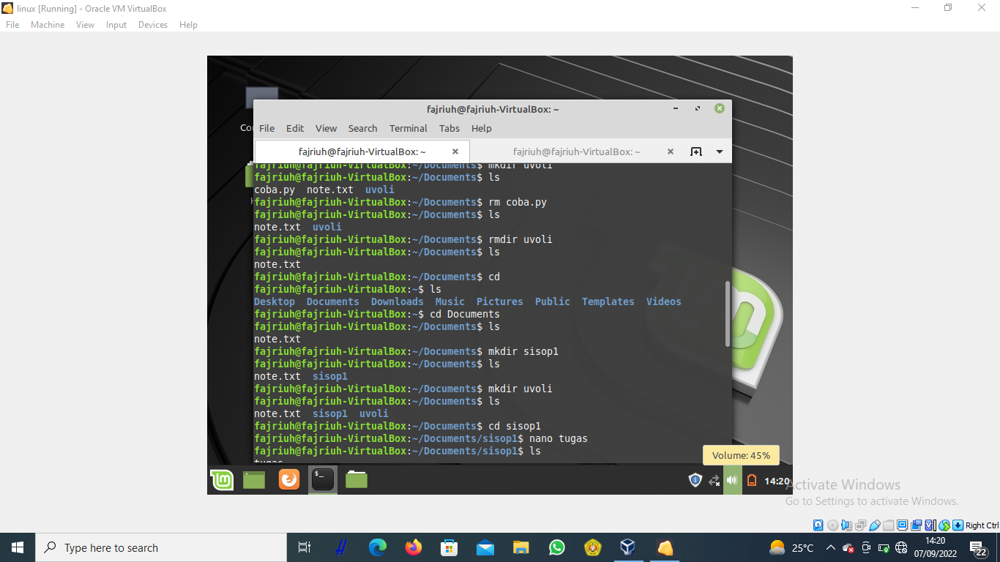 linux [Running] - Oracle VM VirtualBox
File Machine View Input Devices Help
fajriuh@fajriuh-VirtualBox: ~
File Edit View Search Terminal Tabs Help
fajriuh@fajriuh-VirtualBox: ~ fajriuh@fajriuh-VirtualBox: ~
fajriuh@fajriuh-VirtualBox:~/Documents$ mkdir uvoli
fajriuh@fajriuh-VirtualBox:~/Documents$ ls
coba.py note.txt uvoli
fajriuh@fajriuh-VirtualBox:~/Documents$ rm coba.py
fajriuh@fajriuh-VirtualBox:~/Documents$ ls
note.txt uvoli
fajriuh@fajriuh-VirtualBox:~/Documents$ rmdir uvoli
fajriuh@fajriuh-VirtualBox:~/Documents$ ls
note.txt
fajriuh@fajriuh-VirtualBox:~/Documents$ cd
fajriuh@fajriuh-VirtualBox:~$ ls
Desktop Documents Downloads Music Pictures Public Templates Videos
fajriuh@fajriuh-VirtualBox:~$ cd Documents
fajriuh@fajriuh-VirtualBox:~/Documents$ ls
note.txt
fajriuh@fajriuh-VirtualBox:~/Documents$ mkdir sisop1
fajriuh@fajriuh-VirtualBox:~/Documents$ ls
note.txt sisop1
fajriuh@fajriuh-VirtualBox:~/Documents$ mkdir uvoli
fajriuh@fajriuh-VirtualBox:~/Documents$ ls
note.txt sisop1 uvoli
fajriuh@fajriuh-VirtualBox:~/Documents$ cd sisop1
fajriuh@fajriuh-VirtualBox:~/Documents/sisop1$ nano tugas
fajriuh@fajriuh-VirtualBox:~/Documents/sisop1$ ls
tugas
Volume: 45%
14:20
Activate Windows
Go to Settings to activate Windows.
Right Ctrl
Type here to search
25°C
14:20
07/09/2022
22